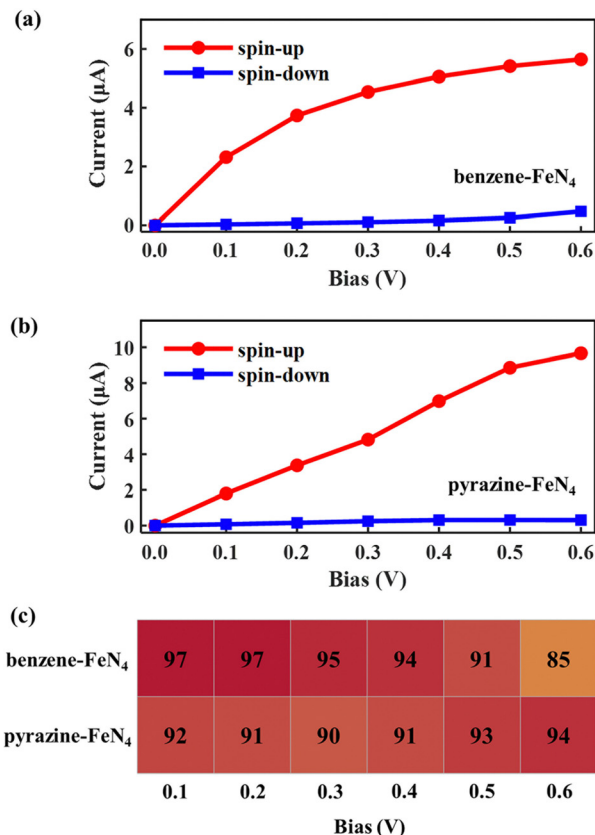 (a)
6
4
2
0
Current (μA)
spin-up
spin-down
benzene-FeN₄
0.0 0.1 0.2 0.3 0.4 0.5 0.6
Bias (V)
(b)
10
8
6
4
2
0
Current (μA)
spin-up
spin-down
pyrazine-FeN₄
0.0 0.1 0.2 0.3 0.4 0.5 0.6
Bias (V)
(c)
benzene-FeN₄ 97 97 95 94 91 85
pyrazine-FeN₄ 92 91 90 91 93 94
0.1 0.2 0.3 0.4 0.5 0.6
Bias (V)